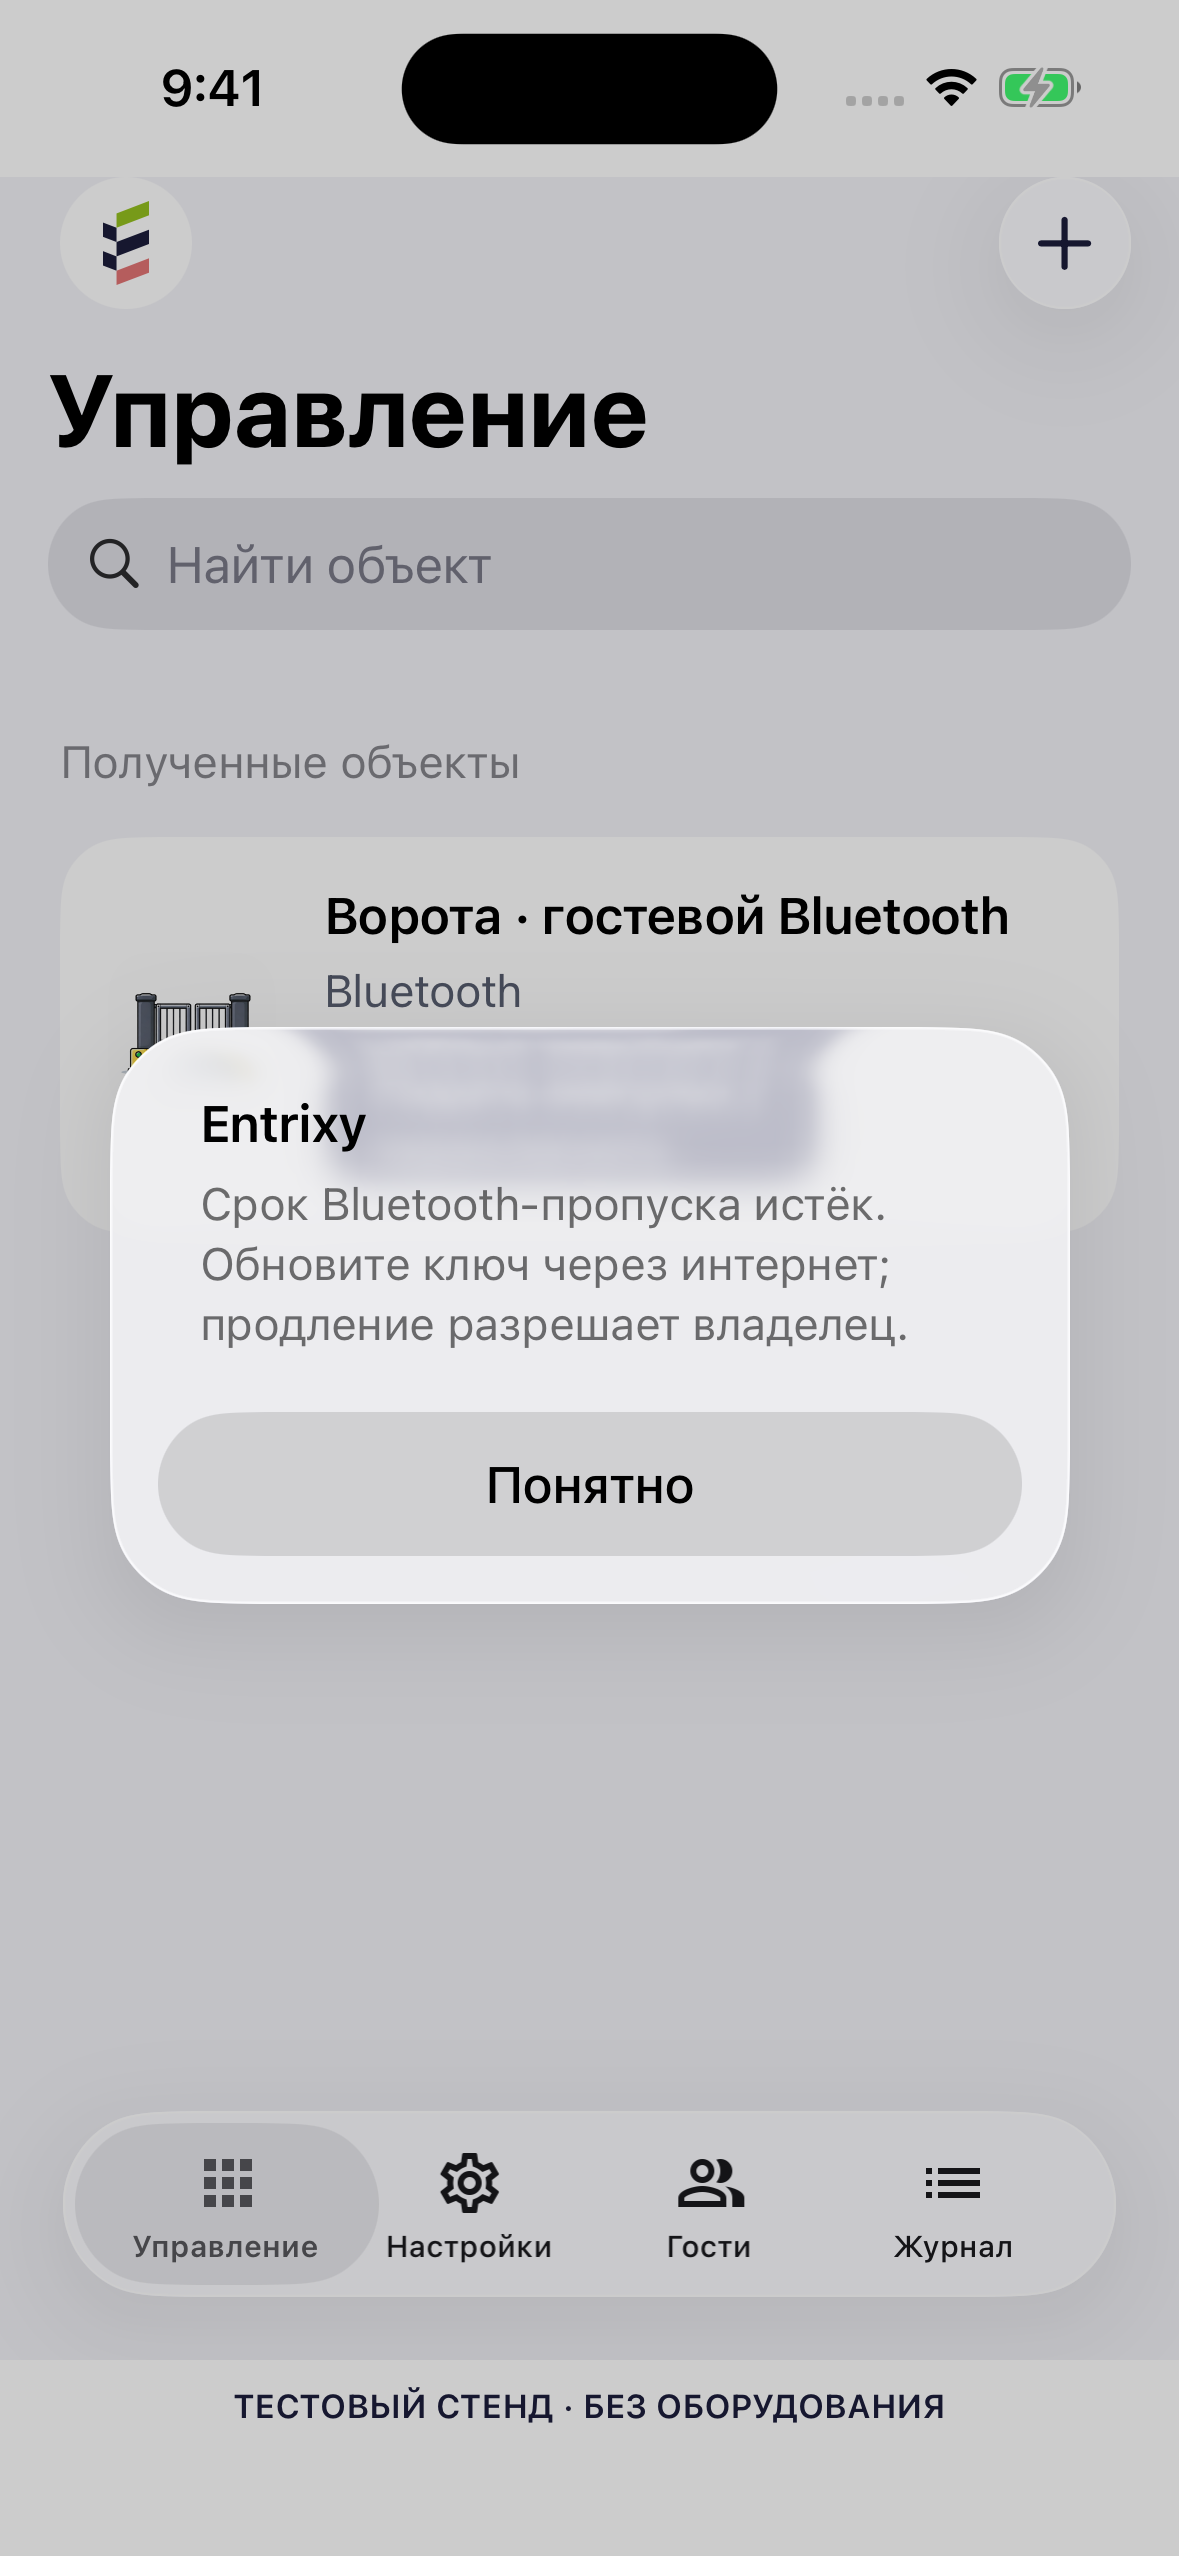 9:41
Управление
Найти объект
Полученные объекты
Ворота · гостевой Bluetooth
Bluetooth
Entrixy
Срок Bluetooth-пропуска истёк.
Обновите ключ через интернет;
продление разрешает владелец.
Понятно
Управление
Настройки
Гости
Журнал
ТЕСТОВЫЙ СТЕНД · БЕЗ ОБОРУДОВАНИЯ